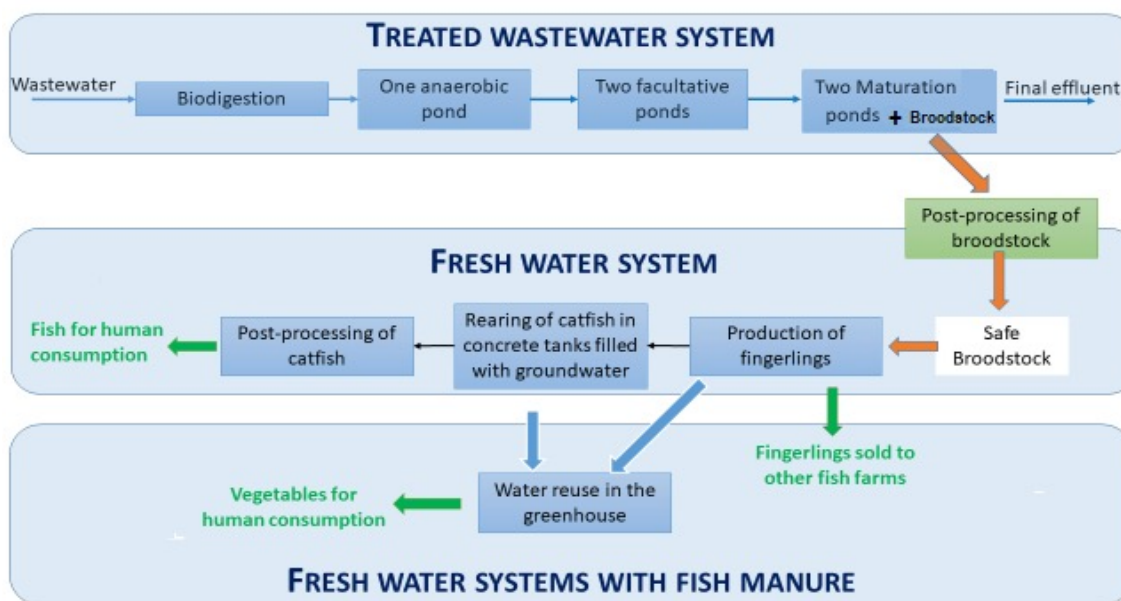 TREATED WASTEWATER SYSTEM
Wastewater
Biodigestion
One anaerobic
pond
Two facultative
ponds
Two Maturation
ponds + Broodstock
Final effluent
Post-processing of
broodstock
FRESH WATER SYSTEM
Fish for human
consumption
Post-processing of
catfish
Rearing of catfish in
concrete tanks filled
with groundwater
Production of
fingerlings
Safe
Broodstock
Fingerlings sold to
other fish farms
Vegetables for
human consumption
Water reuse in the
greenhouse
FRESH WATER SYSTEMS WITH FISH MANURE